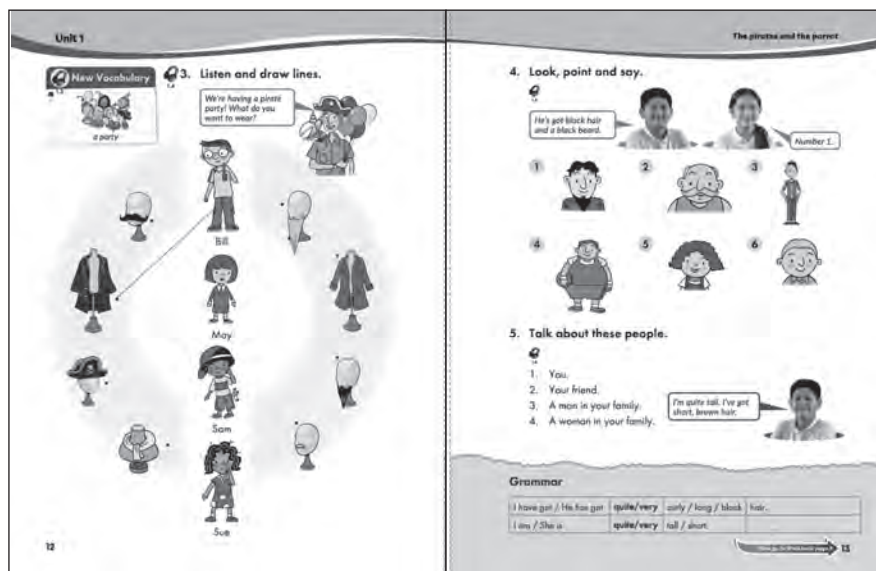 Unit 1
New Vocabulary
a party
3. Listen and draw lines.
We're having a pirate
party! What do you
want to wear?
Bill
May
Sam
Sue
12
The pirates and the parrot
4. Look, point and say.
He's got black hair
and a black beard.
Number 1.
1
2
3
4
5
6
5. Talk about these people.
1. You.
2. Your friend.
3. A man in your family.
4. A woman in your family.
I'm quite tall. I've got
short, brown hair.
Grammar
I have got / He has got quite/very curly / long / black hair.
I am / She is quite/very tall / short.
13